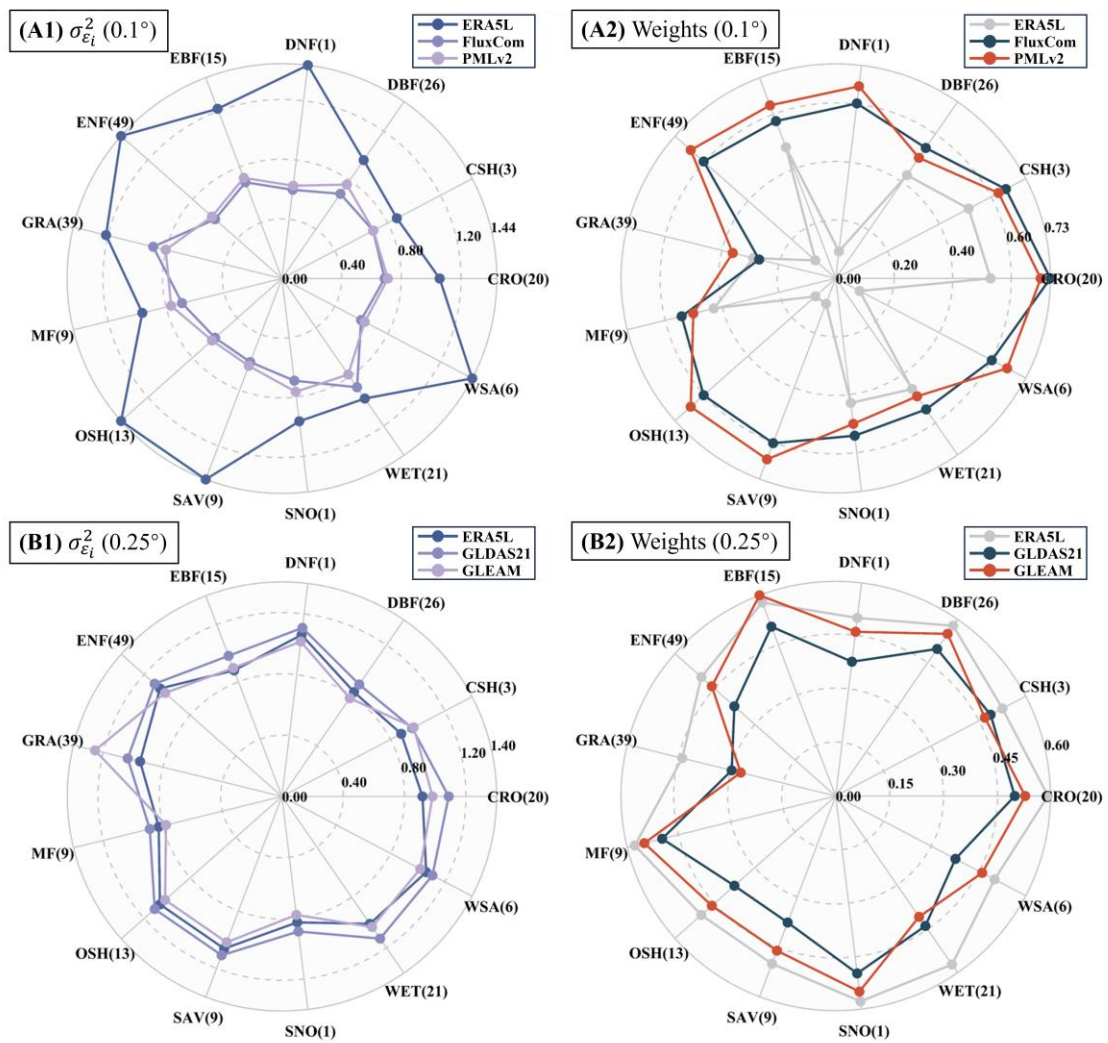 (A1) σ²_εᵢ (0.1°)
ERA5L
FluxCom
PMLv2
DNF(1)
EBF(15)
DBF(26)
ENF(49)
CSH(3)
GRA(39)
1.44
1.20
0.80
0.40
0.00
CRO(20)
MF(9)
WSA(6)
OSH(13)
WET(21)
SAV(9)
SNO(1)
(A2) Weights (0.1°)
ERA5L
FluxCom
PMLv2
DNF(1)
EBF(15)
DBF(26)
ENF(49)
CSH(3)
GRA(39)
0.73
0.60
0.40
0.20
0.00
CRO(20)
MF(9)
WSA(6)
OSH(13)
WET(21)
SAV(9)
SNO(1)
(B1) σ²_εᵢ (0.25°)
ERA5L
GLDAS21
GLEAM
DNF(1)
EBF(15)
DBF(26)
ENF(49)
CSH(3)
GRA(39)
1.40
1.20
0.80
0.40
0.00
CRO(20)
MF(9)
WSA(6)
OSH(13)
WET(21)
SAV(9)
SNO(1)
(B2) Weights (0.25°)
ERA5L
GLDAS21
GLEAM
DNF(1)
EBF(15)
DBF(26)
ENF(49)
CSH(3)
GRA(39)
0.60
0.45
0.30
0.15
0.00
CRO(20)
MF(9)
WSA(6)
OSH(13)
WET(21)
SAV(9)
SNO(1)